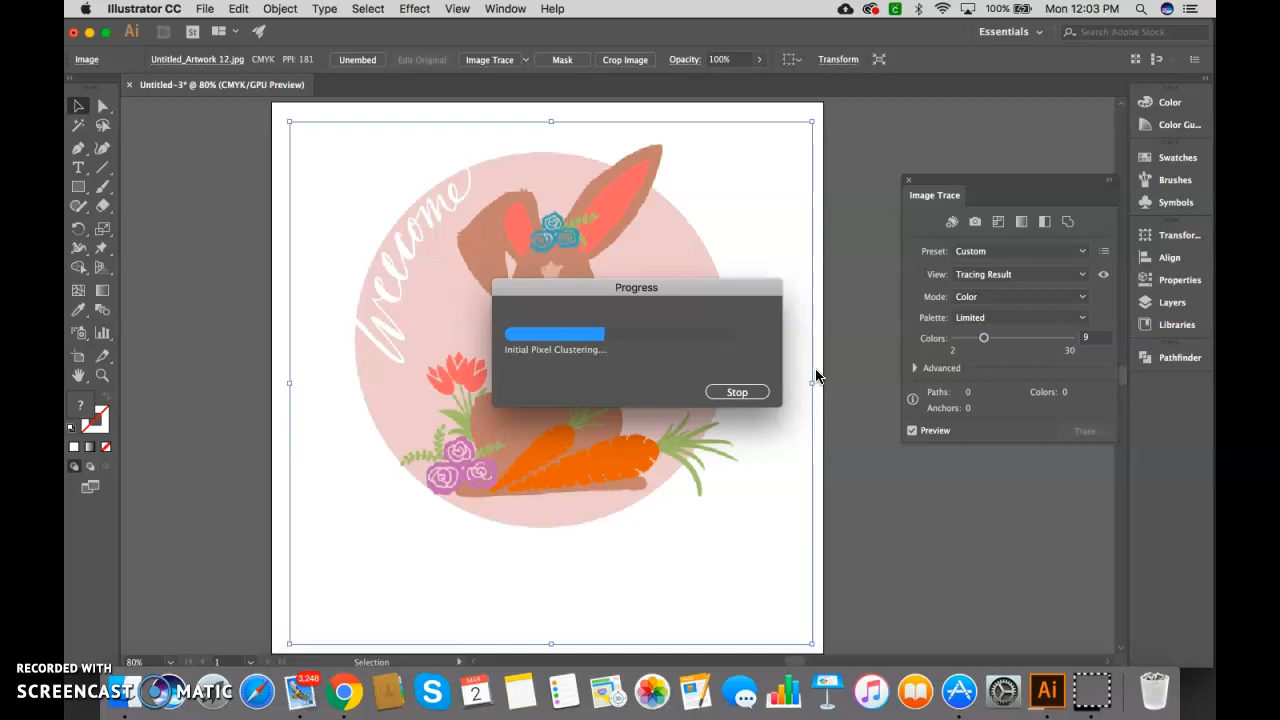 Illustrator CC File Edit Object Type Select Effect View Window Help 100% Mon 12:03 PM
Ai Br St Essentials Search Adobe Stock
Image Untitled_Artwork 12.jpg CMYK PPI: 181 Unembed Edit Original Image Trace Mask Crop Image Opacity: 100% Transform
× Untitled-3* @ 80% (CMYK/GPU Preview)
Color
Color Gu...
Swatches
Brushes
Symbols
Transfor...
Align
Properties
Layers
Libraries
Pathfinder
welcome
Image Trace
Preset: Custom
View: Tracing Result
Mode: Color
Palette: Limited
Colors: 9
2 30
Advanced
Paths: 0 Colors: 0
Anchors: 0
Preview Trace
Progress
Initial Pixel Clustering...
Stop
?
80% 1 Selection
RECORDED WITH
SCREENCAST MATIC
3,248
MAR
2
Ai